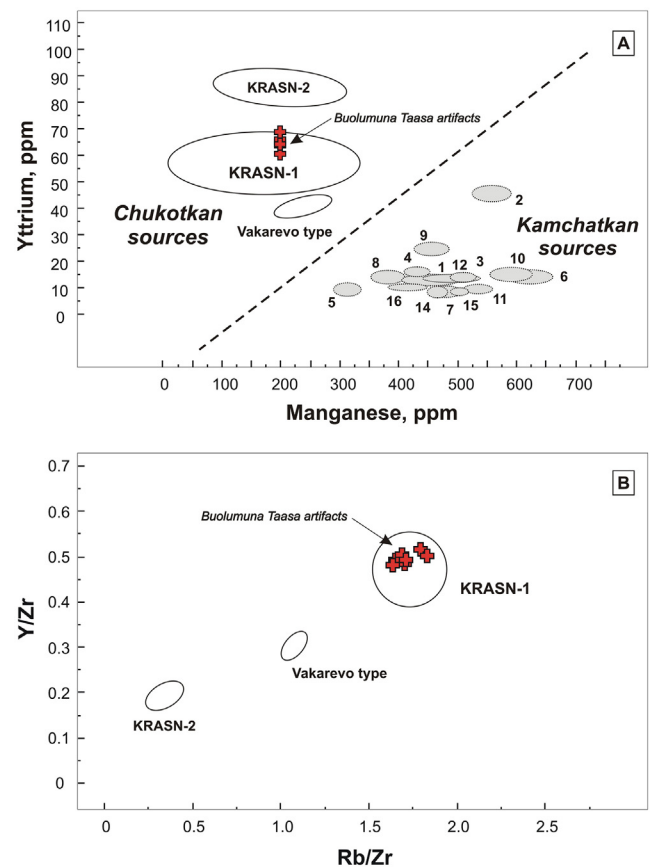 A
110
100
90
80
70
60
50
40
30
20
10
0
Yttrium, ppm
KRASN-2
Buolumuna Taasa artifacts
KRASN-1
Chukotkan
sources
Vakarevo type
2
Kamchatkan
sources
9
8
4
1
12
3
10
6
5
16
14
7
15
11
0
100
200
300
400
500
600
700
Manganese, ppm
B
0.7
0.6
0.5
0.4
0.3
0.2
0.1
0
Y/Zr
Buolumuna Taasa artifacts
KRASN-1
Vakarevo type
KRASN-2
0
0.5
1.0
1.5
2.0
2.5
Rb/Zr